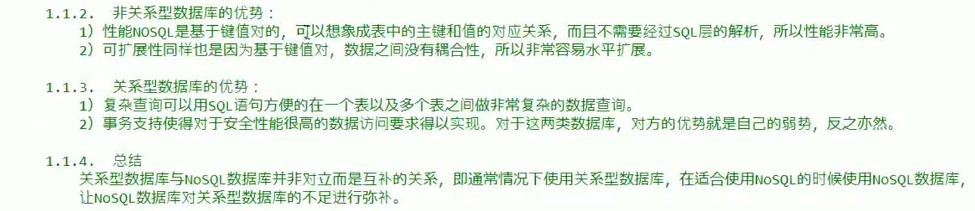 1.1.2. 非关系型数据库的优势：
1）性能NOSQL是基于键值对的，可以想象成表中的主键和值的对应关系，而且不需要经过SQL层的解析，所以性能非常高。
2）可扩展性同样也是因为基于键值对，数据之间没有耦合性，所以非常容易水平扩展。
1.1.3. 关系型数据库的优势：
1）复杂查询可以用SQL语句方便的在一个表以及多个表之间做非常复杂的数据查询。
2）事务支持使得对于安全性能很高的数据访问要求得以实现。对于这两类数据库，对方的优势就是自己的弱势，反之亦然。
1.1.4. 总结
关系型数据库与NoSQL数据库并非对立而是互补的关系，即通常情况下使用关系型数据库，在适合使用NoSQL的时候使用NoSQL数据库，
让NoSQL数据库对关系型数据库的不足进行弥补。